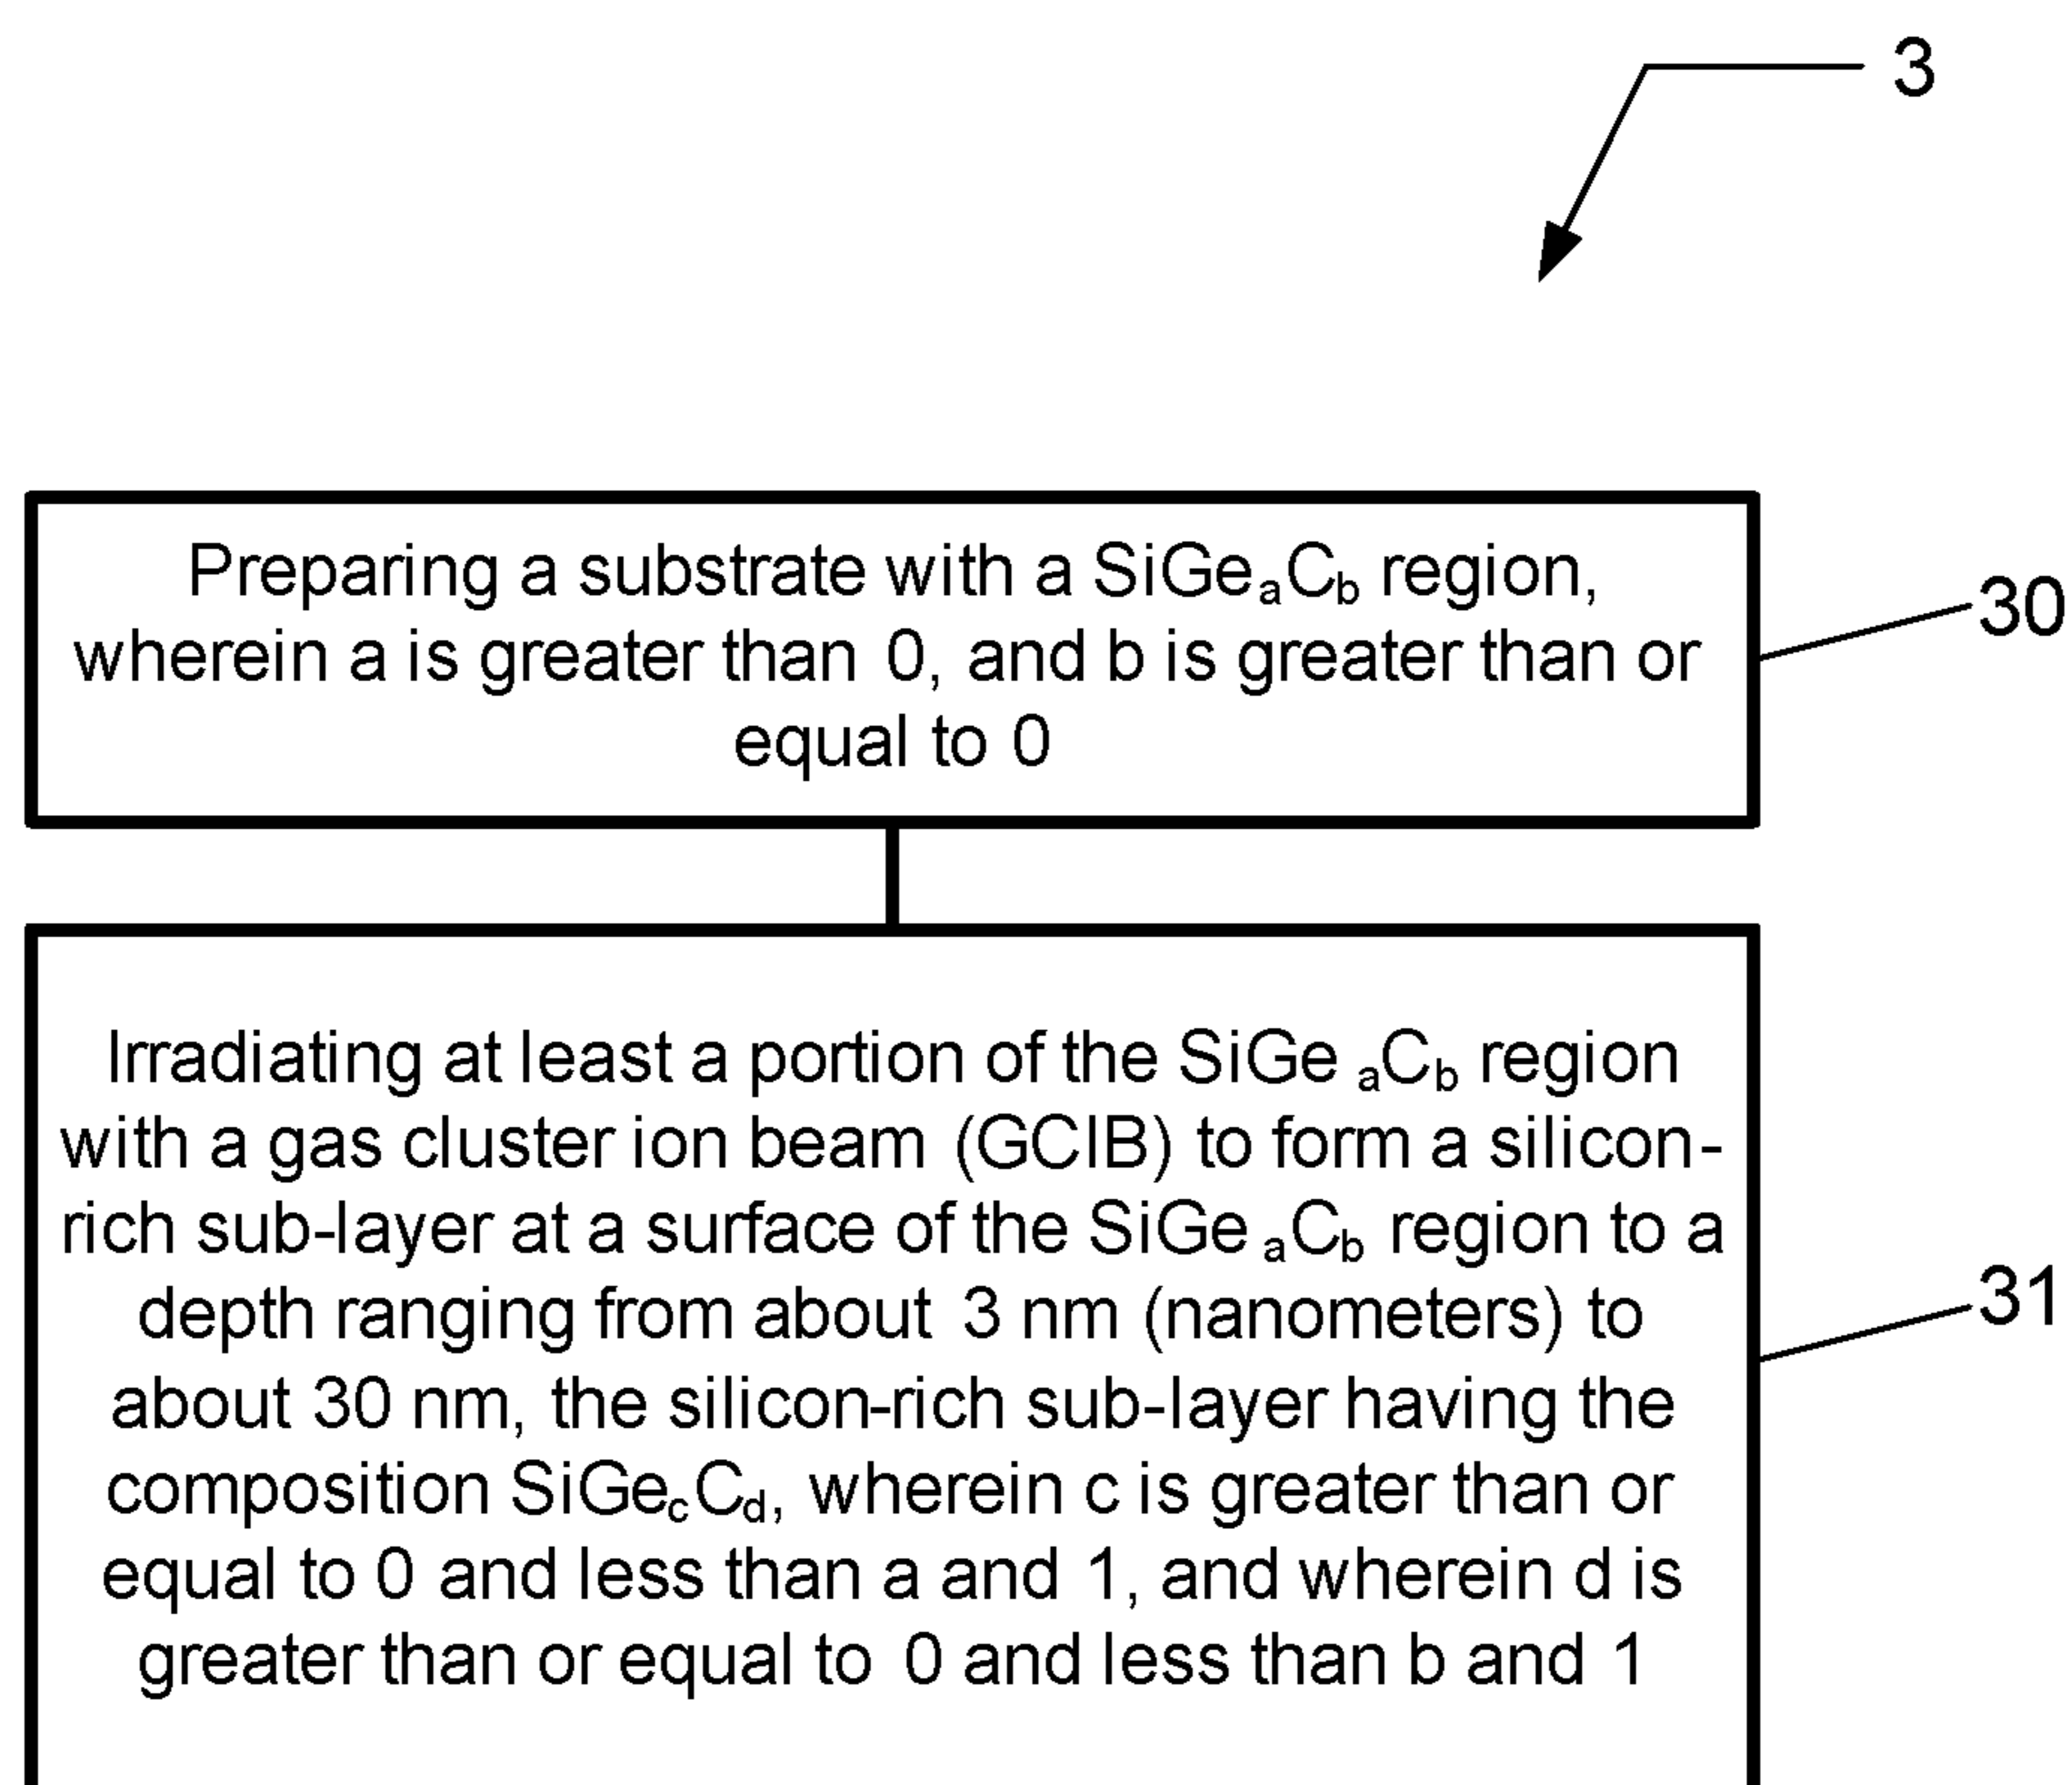 3
Preparing a substrate with a SiGeₐC_b region,
wherein a is greater than 0, and b is greater than or
equal to 0
30
Irradiating at least a portion of the SiGe ₐC_b region
with a gas cluster ion beam (GCIB) to form a silicon-
rich sub-layer at a surface of the SiGe ₐC_b region to a
depth ranging from about 3 nm (nanometers) to
about 30 nm, the silicon-rich sub-layer having the
composition SiGe_cC_d, wherein c is greater than or
equal to 0 and less than a and 1, and wherein d is
greater than or equal to 0 and less than b and 1
31